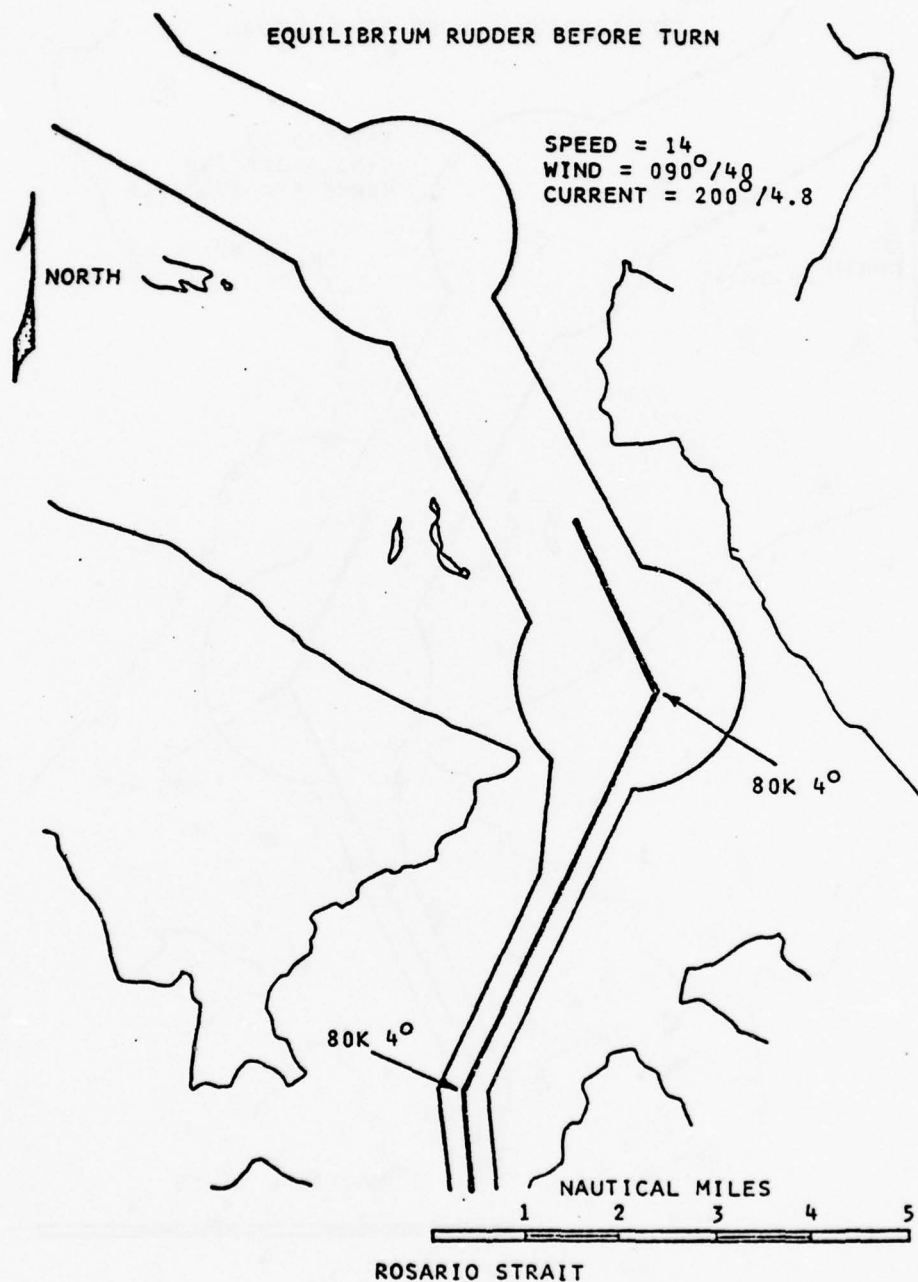 EQUILIBRIUM RUDDER BEFORE TURN
SPEED = 14
WIND = 090°/40
CURRENT = 200°/4.8
NORTH
80K 4°
80K 4°
NAUTICAL MILES
1 2 3 4 5
ROSARIO STRAIT